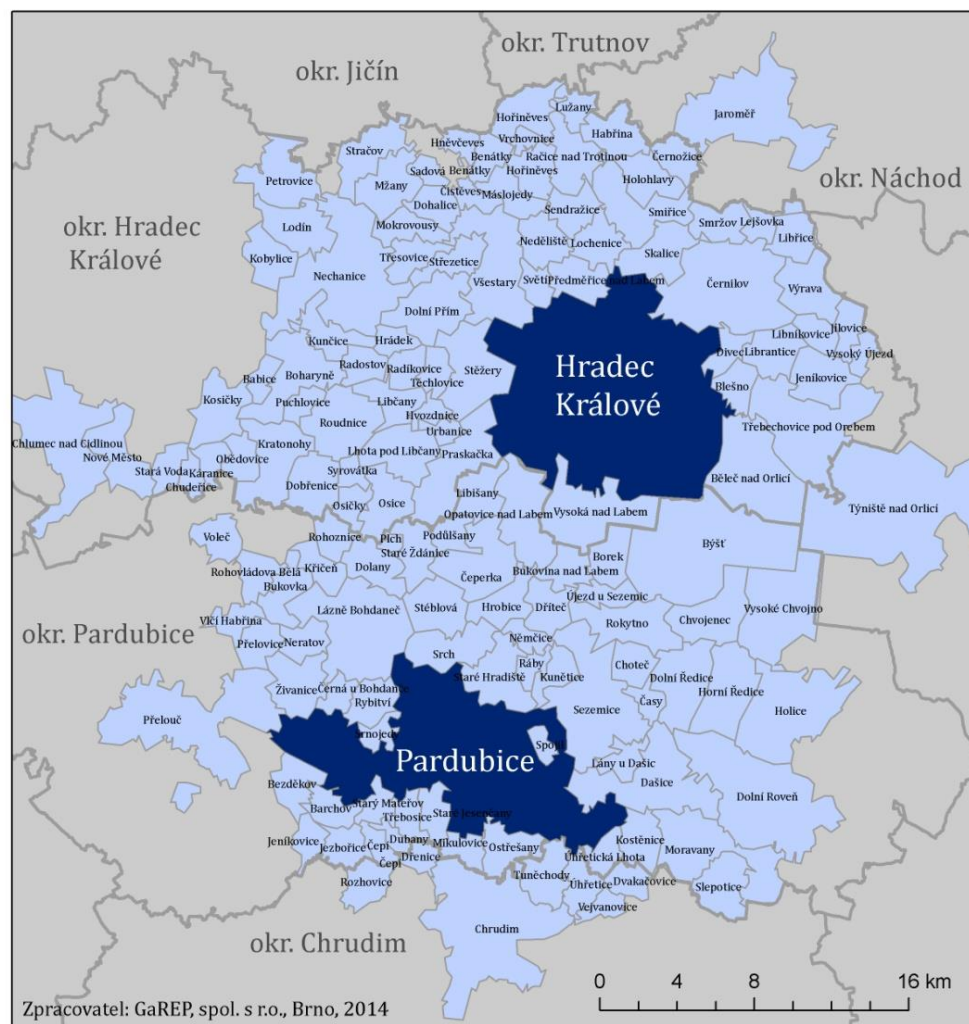 okr. Trutnov
okr. Jičín
Lužany
Hořiněves
Jaroměř
Vrchovnice
Habřina
Hněvčeves
Stračov
Benátky
Račice nad Trotinou
Černožice
Sadová
Benátky
Hořiněves
Holohlavy
Petrovice
Mžany
Čistěves
Máslojedy
okr. Náchod
Dohalice
Sendražice
Smiřice
Lodín
Mokrovousy
Smržov
Lejšovka
okr. Hradec
Králové
Neděliště
Lochenice
Libřice
Kobylice
Třesovice
Střezetice
Skalice
Nechanice
Všestary
Světí
Předměřice nad Labem
Černilov
Výrava
Dolní Přím
Jílovice
Kunčice
Hrádek
Libníkovice
Divec
Librantice
Vysoký Újezd
Radostov
Radíkovice
Stěžery
Hradec
Králové
Babice
Boharyně
Těchlovice
Jeníkovice
Blešno
Kosičky
Puchlovice
Libčany
Hvozdnice
Roudnice
Urbanice
Třebechovice pod Orebem
Chlumec nad Cidlinou
Kratonohy
Lhota pod Libčany
Praskačka
Nové Město
Obědovice
Stará Voda
Káranice
Syrovátka
Běleč nad Orlicí
Chudeřice
Dobřenice
Libišany
Osičky
Osice
Opatovice nad Labem
Vysoká nad Labem
Týniště nad Orlicí
Voleč
Rohoznice
Plch
Podůlšany
Býšť
Staré Ždánice
Borek
Rohovládova Bělá
Křičeň
Dolany
Bukovina nad Labem
Bukovka
Čeperka
Újezd u Sezemic
Vysoké Chvojno
Lázně Bohdaneč
Stéblová
Hrobice
Dříteč
Vlčí Habřina
Rokytno
Chvojenec
okr. Pardubice
Přelovice
Neratov
Němčice
Srch
Ráby
Choteč
Staré Hradiště
Kunětice
Dolní Ředice
Živanice
Černá u Bohdanče
Horní Ředice
Rybitví
Časy
Sezemice
Holice
Přelouč
Srnojedy
Spojil
Pardubice
Lány u Dašic
Dašice
Bezděkov
Dolní Roveň
Barchov
Starý Mateřov
Třebosice
Staré Jesenčany
Jeníkovice
Jezbořice
Čepí
Dubany
Mikulovice
Ostřešany
Kostěnice
Moravany
Čepí
Dřenice
Úhřetická Lhota
Rozhovice
Tuněchody
Úhřetice
Dvakačovice
Slepotice
Vejvanovice
Chrudim
okr. Chrudim
0 4 8 16 km
Zpracovatel: GaREP, spol. s r.o., Brno, 2014